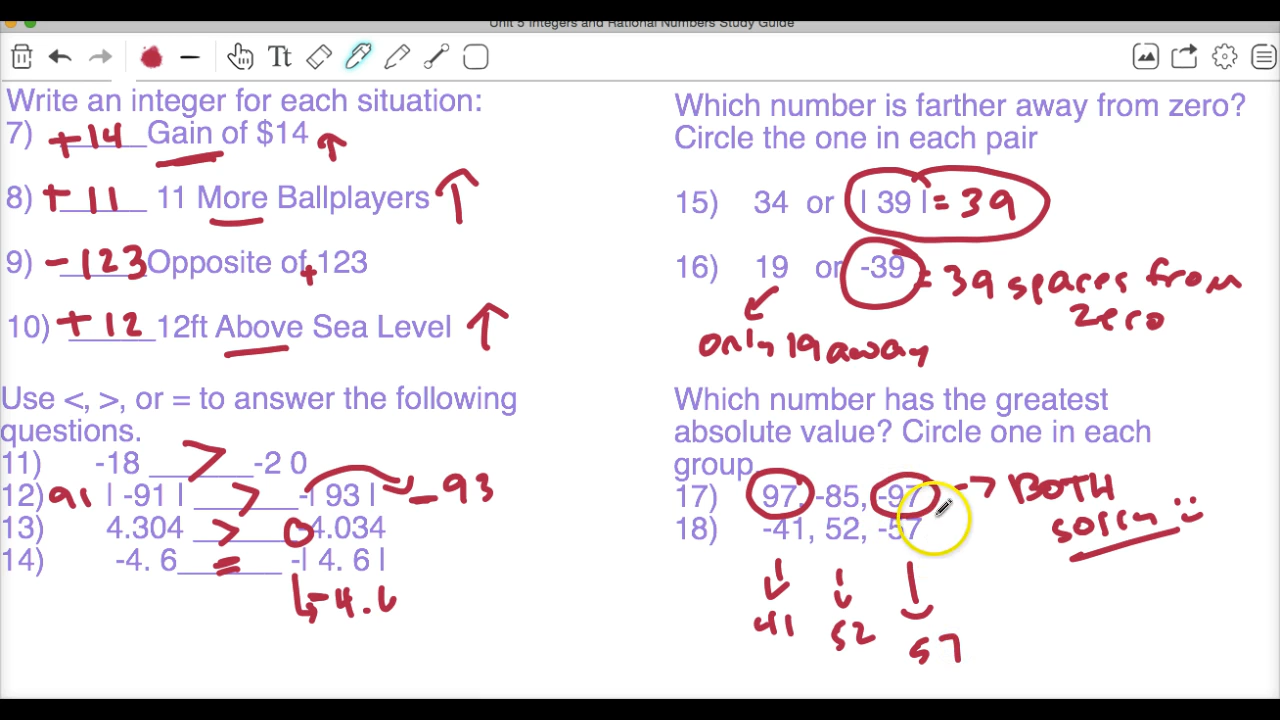 Unit 5 Integers and Rational Numbers Study Guide
Tt
Write an integer for each situation:
7) +14 Gain of $14
8) +11 11 More Ballplayers
9) -123 Opposite of +123
10) +12 12ft Above Sea Level
Use <, >, or = to answer the following
questions.
11) -18 > -2 0
12) 91 | -91 | > -| 93 | -93
13) 4.304 > -4.034
14) -4. 6 = -| 4. 6 |
-4.6
Which number is farther away from zero?
Circle the one in each pair
15) 34 or | 39 | = 39
16) 19 or -39 = 39 spaces from
zero
only 19 away
Which number has the greatest
absolute value? Circle one in each
group.
17) 97, -85, -97 → BOTH
18) -41, 52, -57 sorry :)
41 52 57